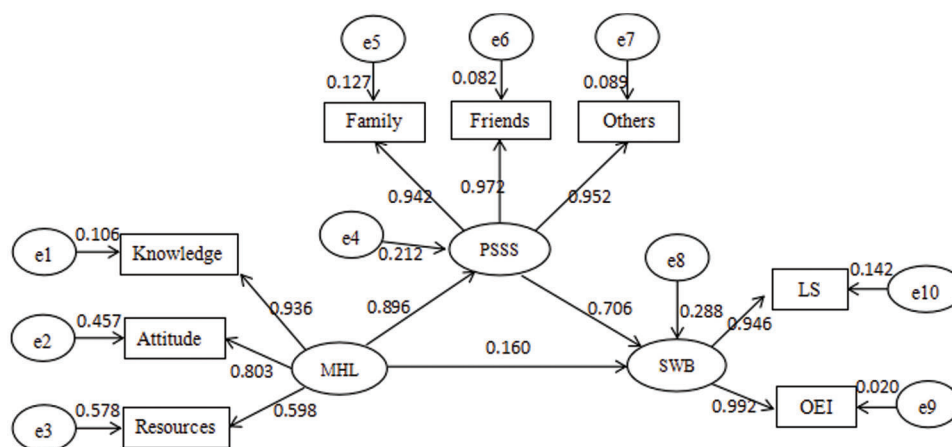 e5 e6 e7
0.127 0.082 0.089
Family Friends Others
0.942 0.972 0.952
e4 0.212 PSSS
e1 0.106 Knowledge
e8
LS 0.142 e10
0.936 0.896 0.706 0.288 0.946
e2 0.457 Attitude
0.803 MHL 0.160 SWB
0.598 0.992
e3 0.578 Resources
OEI 0.020 e9